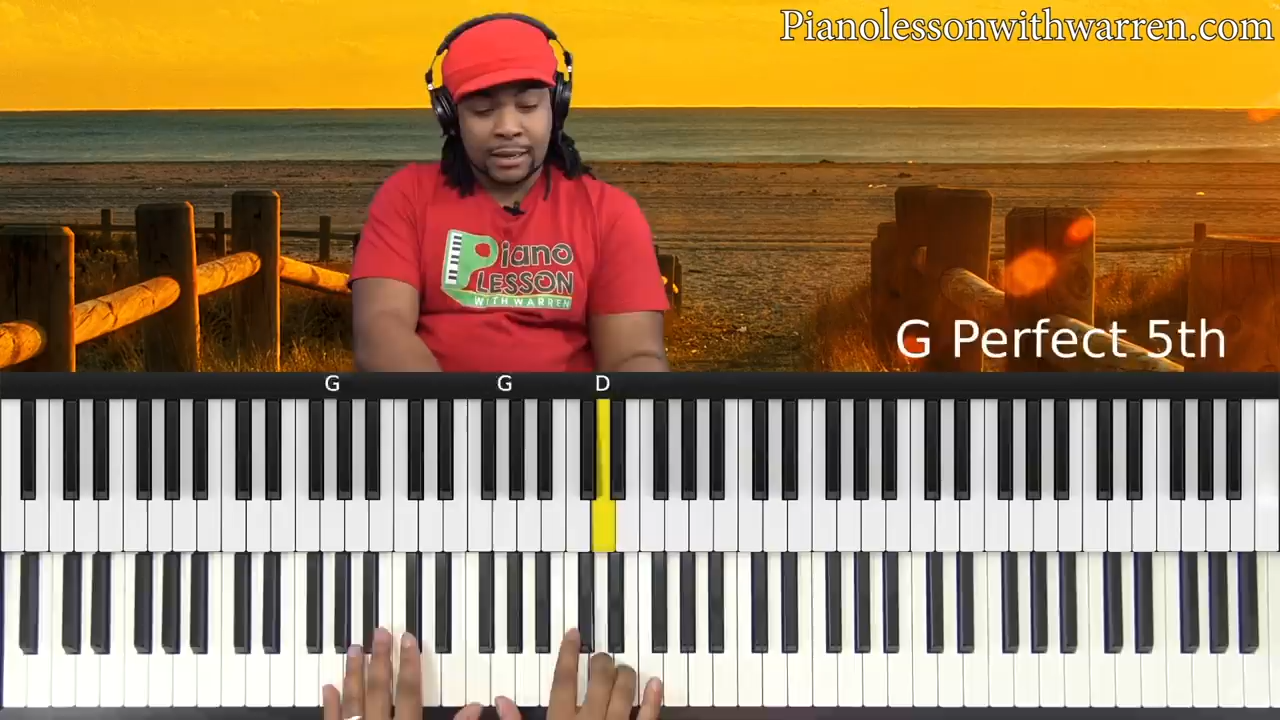 Pianolessonwithwarren.com
Piano
LESSON
WITH WARREN
G Perfect 5th
G G D